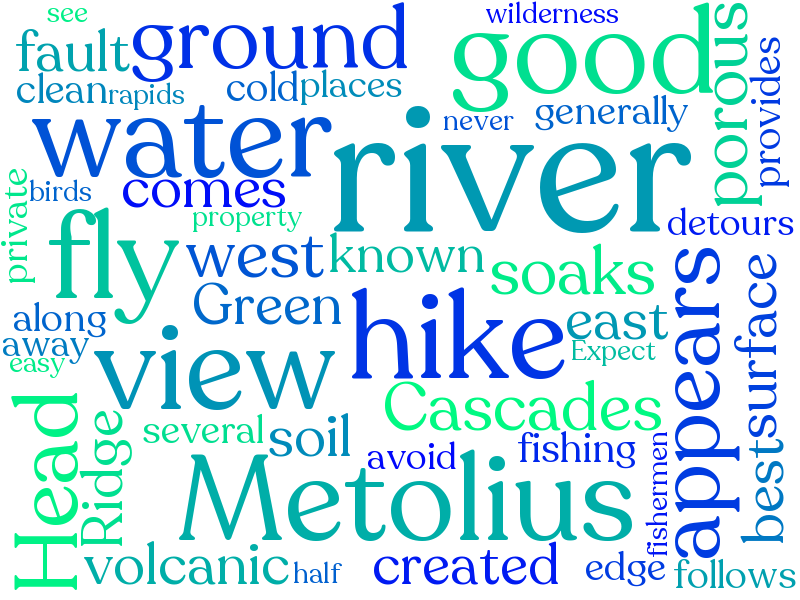 see
wilderness
fault
ground
good
porous
provides
clean
rapids
cold
places
water
never
generally
river
private
birds
comes
property
detours
fly
west
known
soaks
appears
surface
along
Green
hike
east
away
view
Expect
easy
Head
Ridge
Cascades
several
soil
avoid
fishing
fishermen
best
Metolius
volcanic
half
created
edge
follows